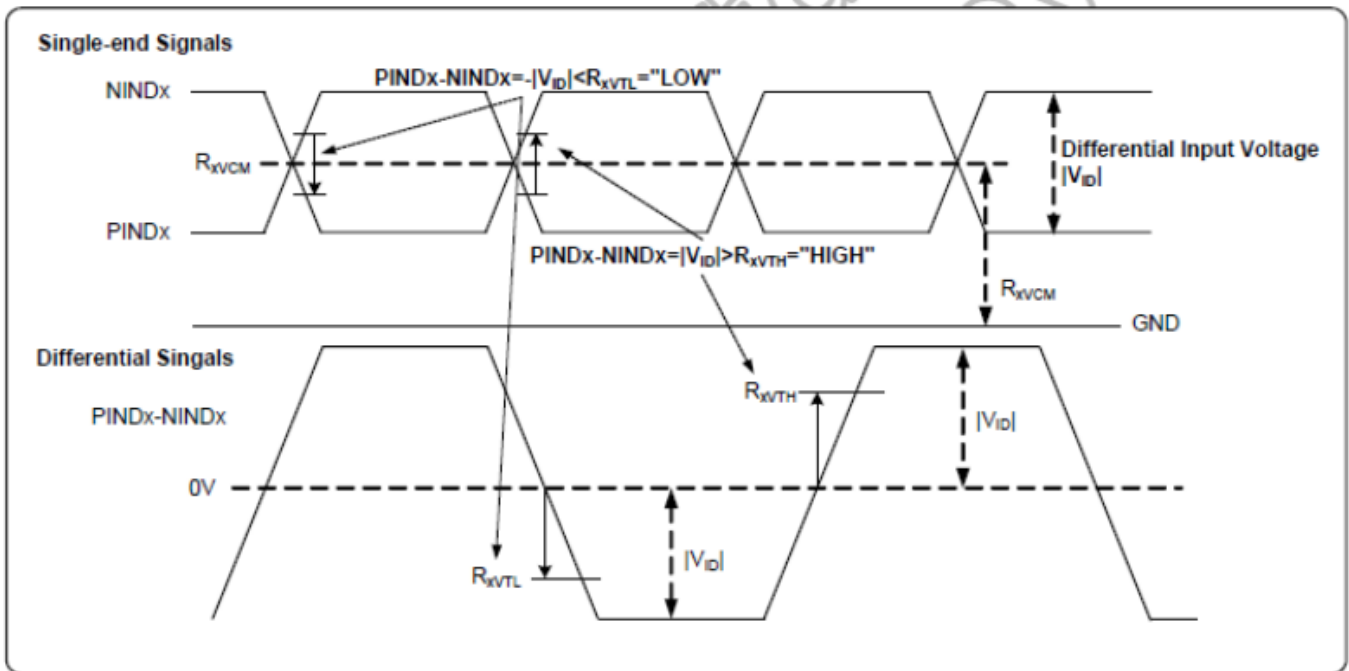 Single-end Signals
PINDx-NINDx=-|VID|<RxVTL="LOW"
NINDx
RxVCM
Differential Input Voltage
|VID|
PINDx
PINDx-NINDx=|VID|>RxVTH="HIGH"
RxVCM
GND
Differential Singals
RxVTH
PINDx-NINDx
|VID|
0V
|VID|
RxVTL